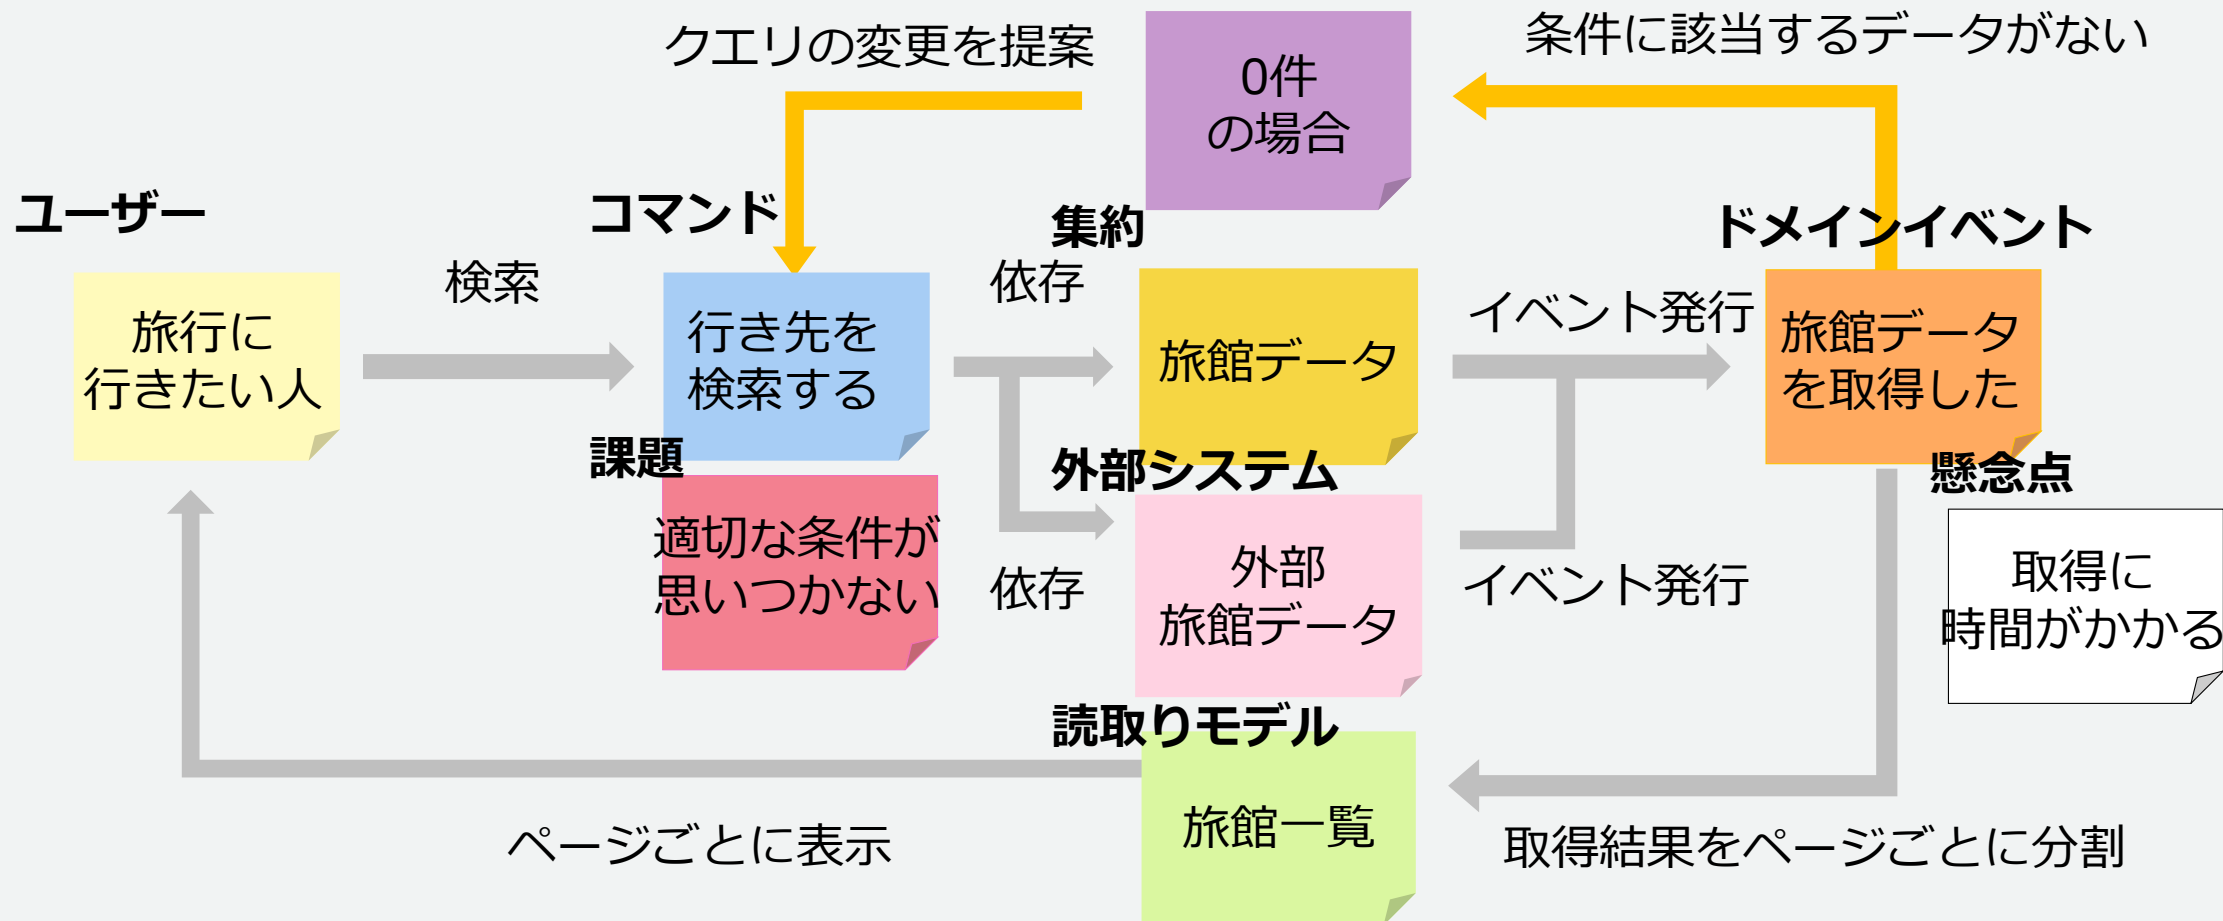 クエリの変更を提案
0件
の場合
条件に該当するデータがない
ユーザー
コマンド
集約
ドメインイベント
旅行に
行きたい人
検索
行き先を
検索する
依存
旅館データ
イベント発行
旅館データ
を取得した
課題
適切な条件が
思いつかない
外部システム
依存
外部
旅館データ
イベント発行
懸念点
取得に
時間がかかる
読取りモデル
旅館一覧
ページごとに表示
取得結果をページごとに分割